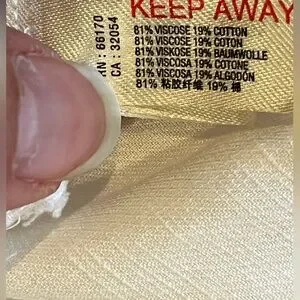 KEEP AWAY
RN : 66170
CA : 32054
81% VISCOSE 19% COTTON
81% VISCOSE 19% COTON
81% VISKOSE 19% BAUMWOLLE
81% VISCOSA 19% COTONE
81% VISCOSA 19% ALGODÓN
81% 粘胶纤维 19% 棉